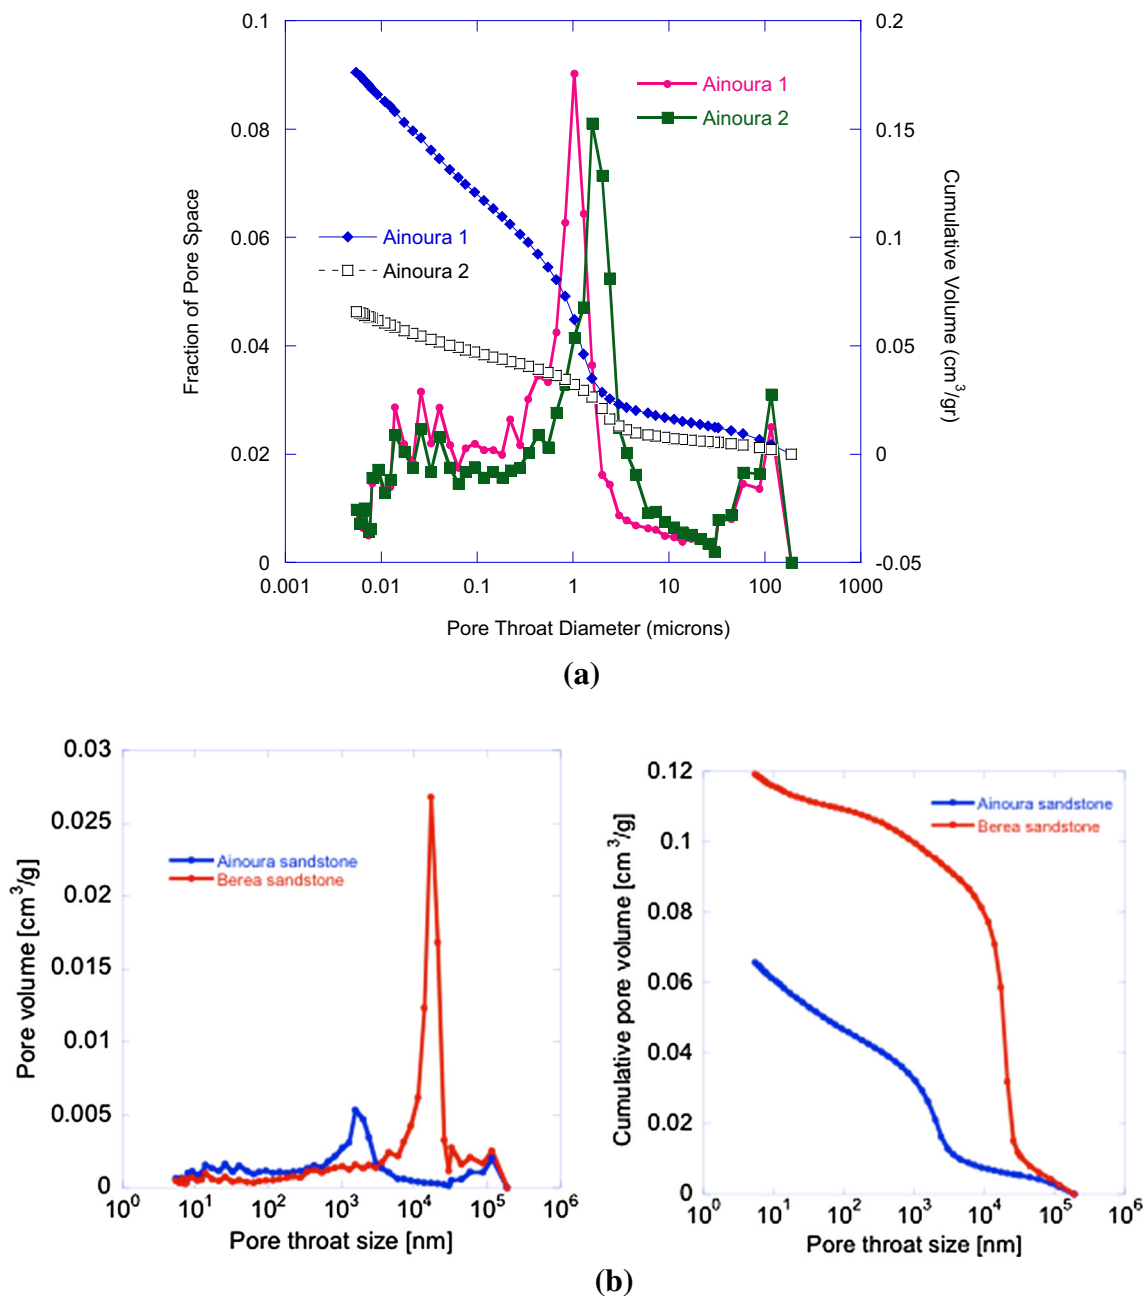 0.1
0.08
0.06
0.04
0.02
0
Fraction of Pore Space
0.2
0.15
0.1
0.05
0
-0.05
Cumulative Volume (cm³/gr)
Ainoura 1
Ainoura 2
Ainoura 1
Ainoura 2
0.001 0.01 0.1 1 10 100 1000
Pore Throat Diameter (microns)
(a)
0.03
0.025
0.02
0.015
0.01
0.005
0
Pore volume [cm³/g]
Ainoura sandstone
Berea sandstone
10⁰ 10¹ 10² 10³ 10⁴ 10⁵ 10⁶
Pore throat size [nm]
0.12
0.1
0.08
0.06
0.04
0.02
0
Cumulative pore volume [cm³/g]
Ainoura sandstone
Berea sandstone
10⁰ 10¹ 10² 10³ 10⁴ 10⁵ 10⁶
Pore throat size [nm]
(b)